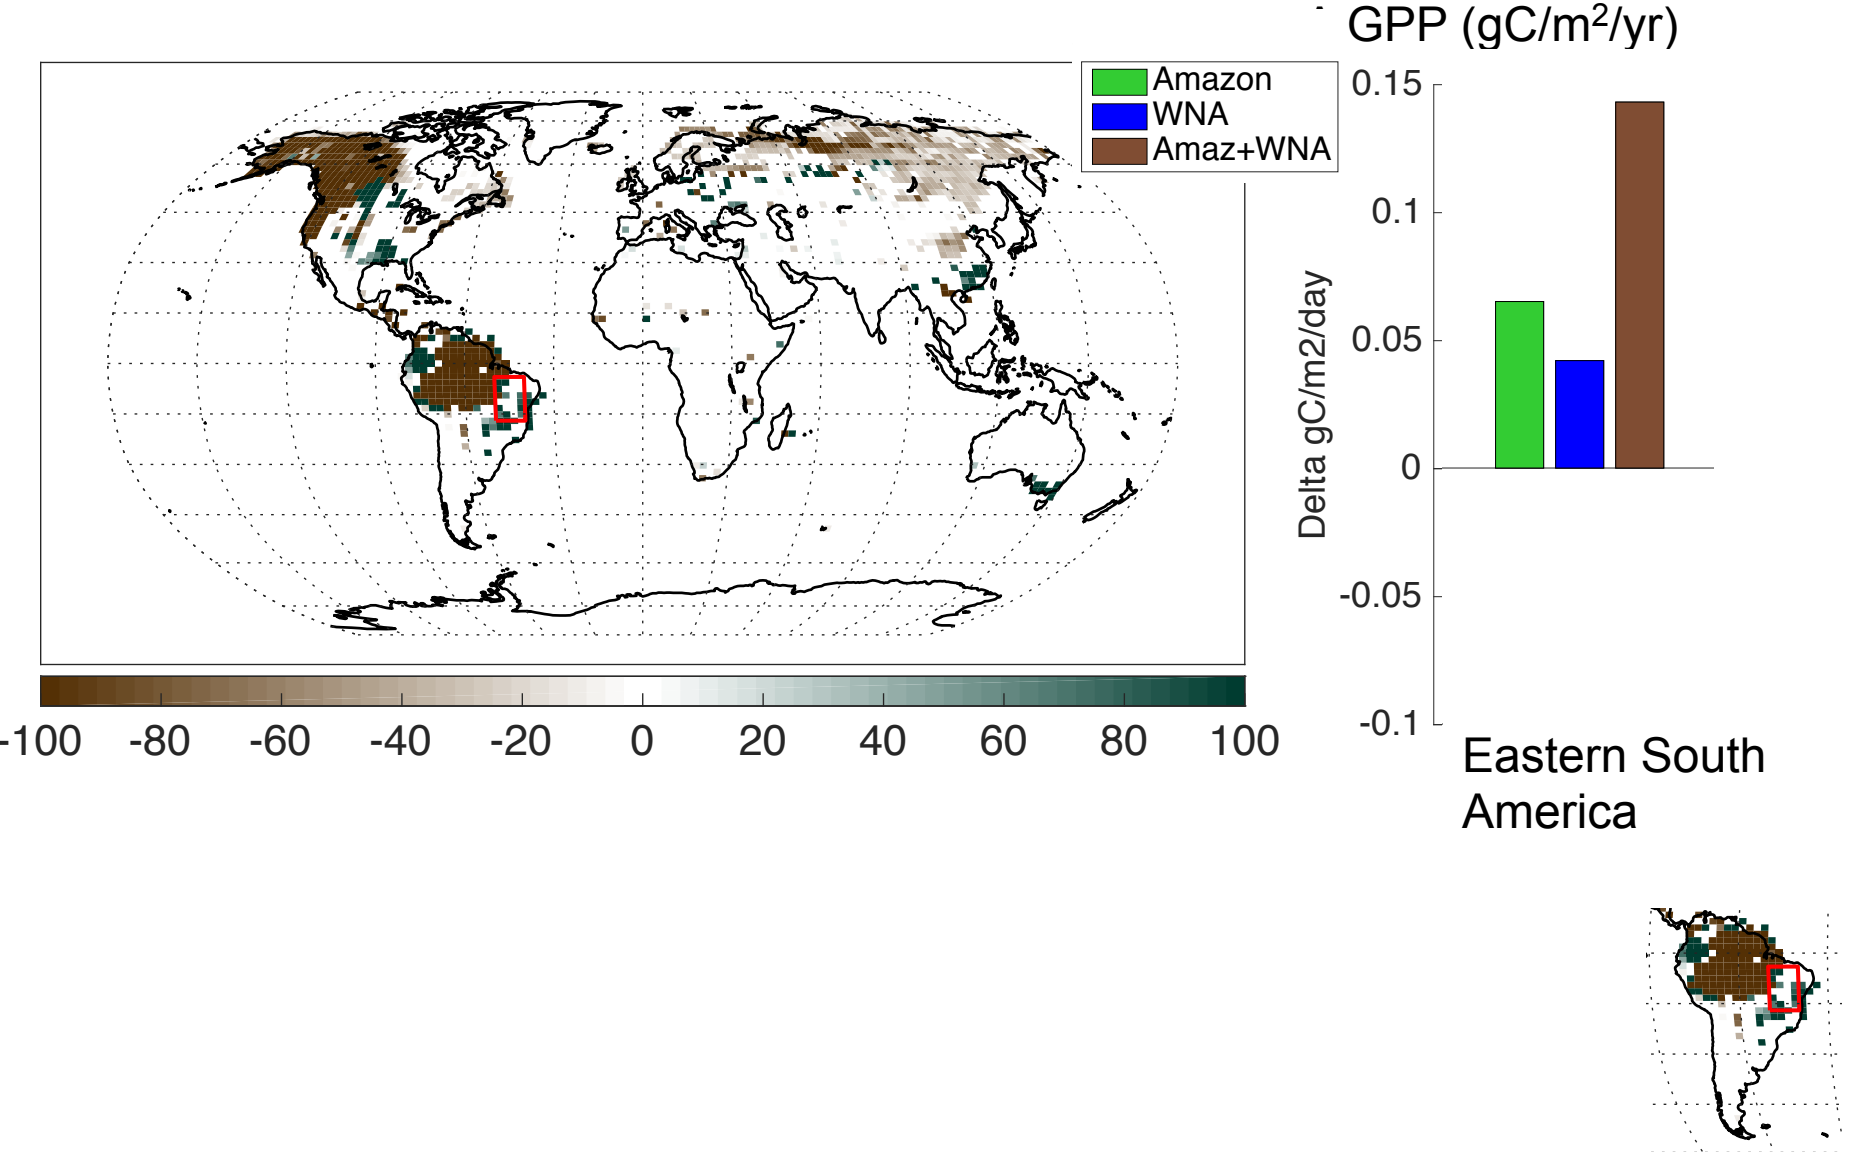 GPP (gC/m²/yr)
Amazon
WNA
Amaz+WNA
0.15
0.1
0.05
0
-0.05
-0.1
Delta gC/m2/day
-100 -80 -60 -40 -20 0 20 40 60 80 100
Eastern South
America